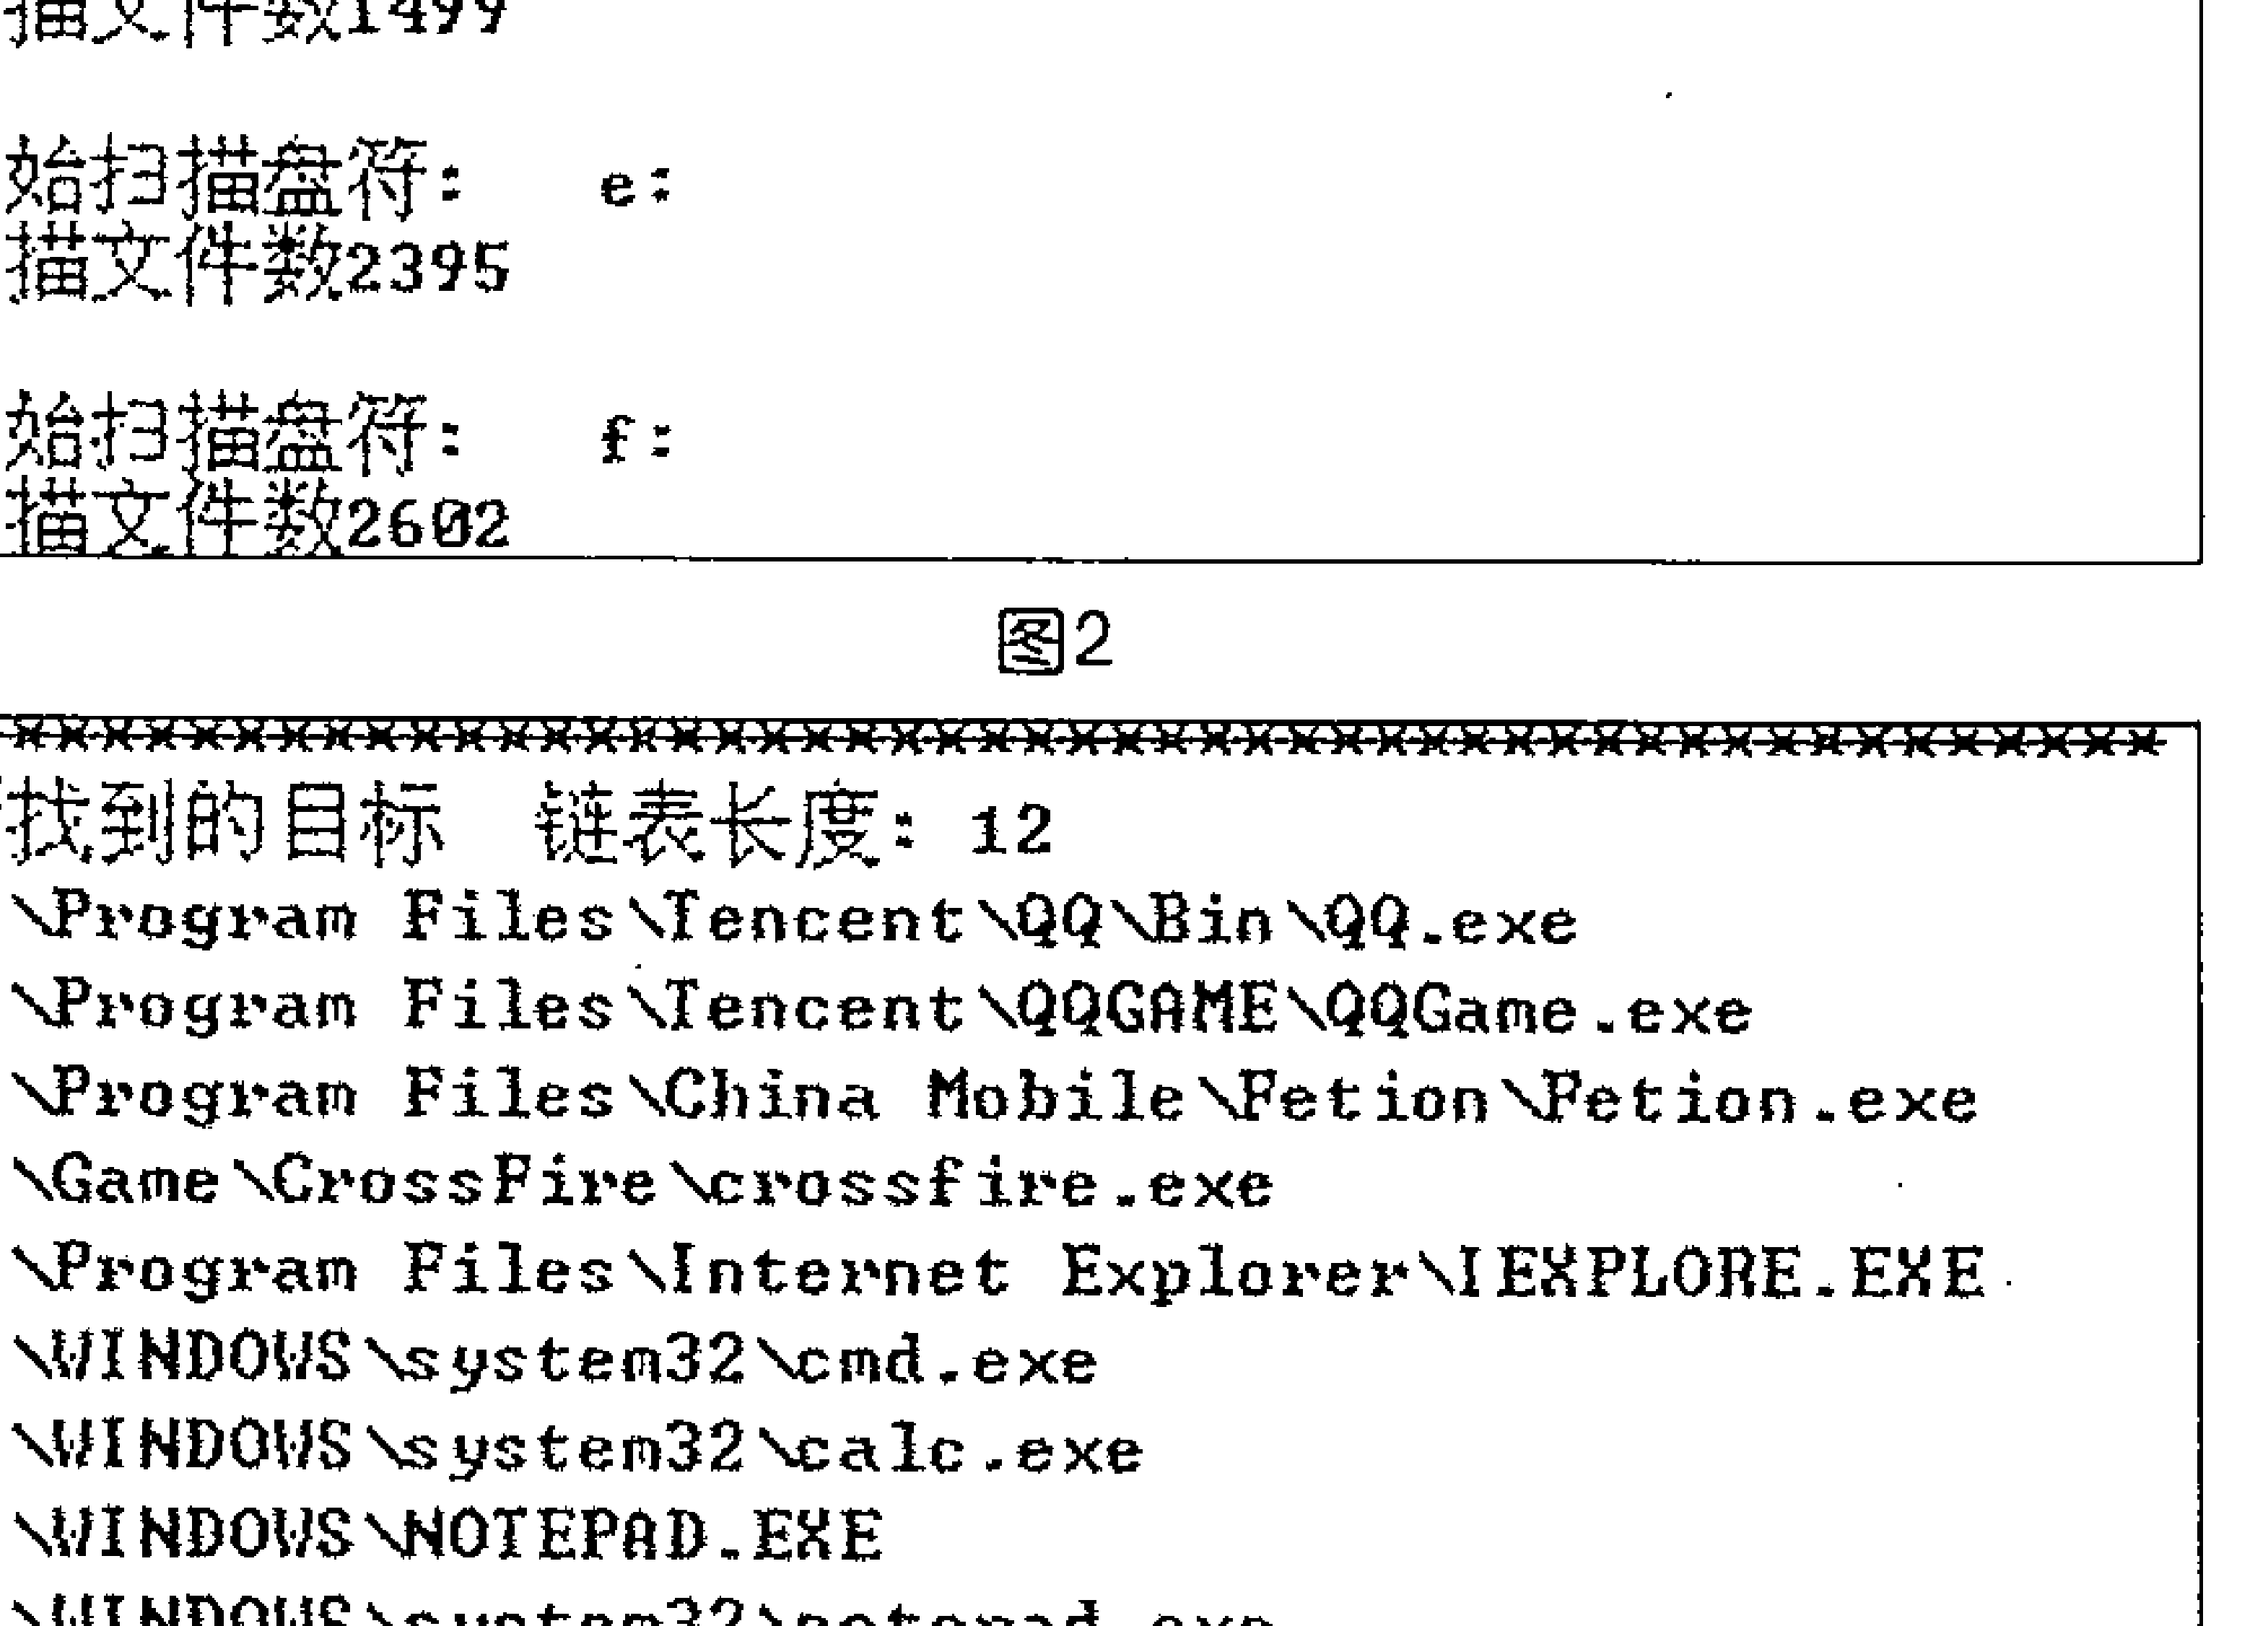 描文件数1499
始扫描盘符:   e:
描文件数2395
始扫描盘符:   f:
描文件数2602
图2
*************************************************
找到的目标  链表长度: 12
\Program Files\Tencent\QQ\Bin\QQ.exe
\Program Files\Tencent\QQGAME\QQGame.exe
\Program Files\China Mobile\Fetion\Fetion.exe
\Game\CrossFire\crossfire.exe
\Program Files\Internet Explorer\IEXPLORE.EXE
\WINDOWS\system32\cmd.exe
\WINDOWS\system32\calc.exe
\WINDOWS\NOTEPAD.EXE
\WINDOWS\system32\notepad.exe